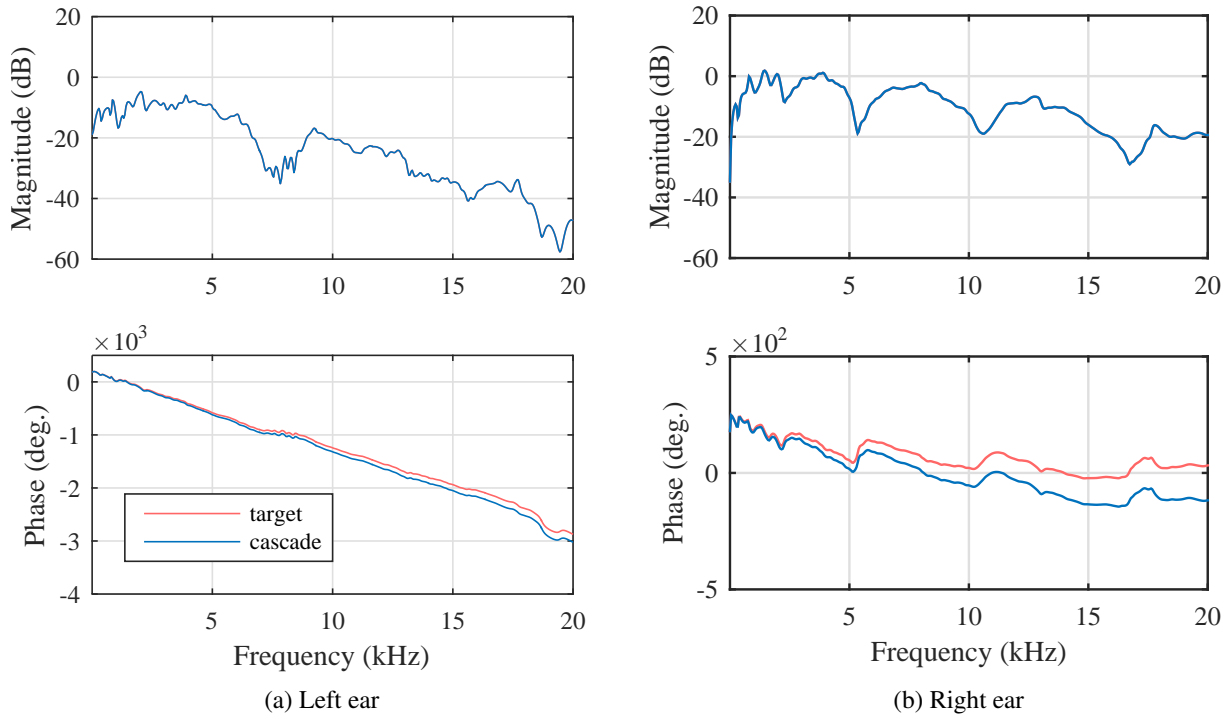 20
0
-20
-40
-60
Magnitude (dB)
5 10 15 20
20
0
-20
-40
-60
Magnitude (dB)
5 10 15 20
×10³
0
-1
-2
-3
-4
Phase (deg.)
target
cascade
5 10 15 20
Frequency (kHz)
(a) Left ear
×10²
5
0
-5
Phase (deg.)
5 10 15 20
Frequency (kHz)
(b) Right ear